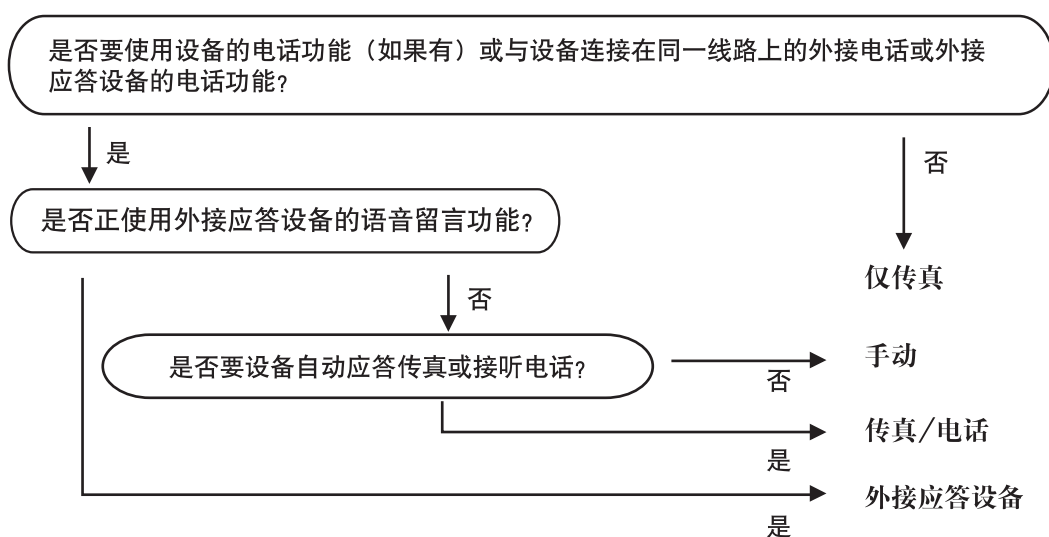 是否要使用设备的电话功能（如果有）或与设备连接在同一线路上的外接电话或外接
应答设备的电话功能?
是
否
是否正使用外接应答设备的语音留言功能?
仅传真
否
是否要设备自动应答传真或接听电话?
手动
否
传真/电话
是
外接应答设备
是